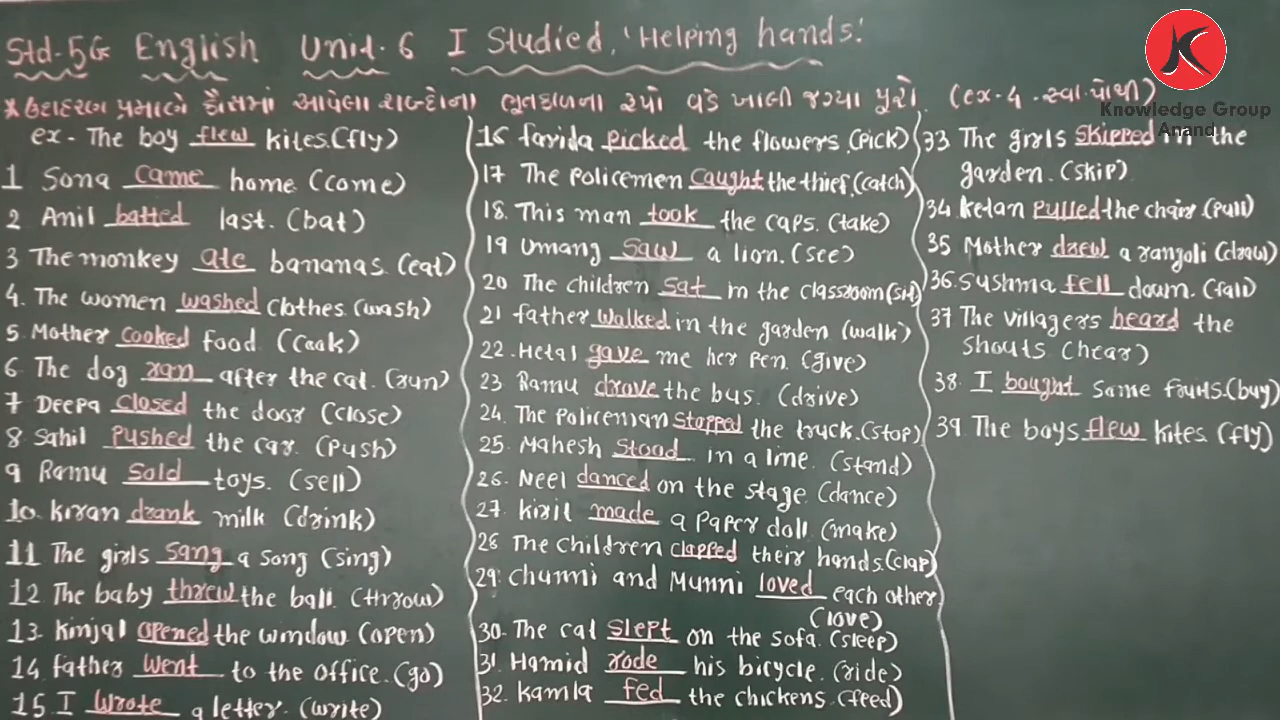 Std-5G English Unit-6 I Studied, 'Helping hands.'
* ઉદાહરણ પ્રમાણે કૌંસમાં આપેલા શબ્દોના ભૂતકાળના રૂપો વડે ખાલી જગ્યા પુરો. (ex-4-સ્વા.પોથી)
Knowledge Group
Anand
ex- The boy flew kites.(fly)
1 Sona came home (come)
2 Anil batted last. (bat)
3 The monkey ate bananas. (eat)
4. The women washed clothes (wash)
5. Mother cooked food. (Cook)
6 The dog ran after the cat. (run)
7 Deepa closed the door (close)
8 Sahil pushed the car. (Push)
9 Ramu sold toys. (sell)
10. Kiran drank milk (drink)
11 The girls sang a song (sing)
12. The baby threw the ball. (throw)
13. Kinjal opened the window (open)
14. father went to the office. (go)
15. I wrote a letter. (write)
16 farida picked the flowers. (Pick)
17 The Policemen caught the thief. (catch)
18. This man took the caps. (take)
19 Umang saw a lion. (see)
20 The children sat in the classroom (sit)
21 father walked in the garden (walk)
22. Hetal gave me her pen. (give)
23. Ramu drove the bus. (drive)
24. The Policeman stopped the truck. (stop)
25. Mahesh stood in a line. (stand)
26. Neel danced on the stage (dance)
27. kiril made a paper doll (make)
28 The children clapped their hands. (clap)
29. Chunni and Munni loved each other
(love)
30. The cat slept on the sofa. (sleep)
31. Hamid rode his bicycle. (ride)
32. Kamla fed the chickens. (feed)
33 The girls skipped in the
garden. (skip)
34. Ketan pulled the chair. (pull)
35 Mother drew a rangoli (draw)
36. Sushma fell down. (fall)
37 The villagers heard the
shouts (hear)
38. I bought some fruits. (buy)
39. The boys flew kites. (fly)